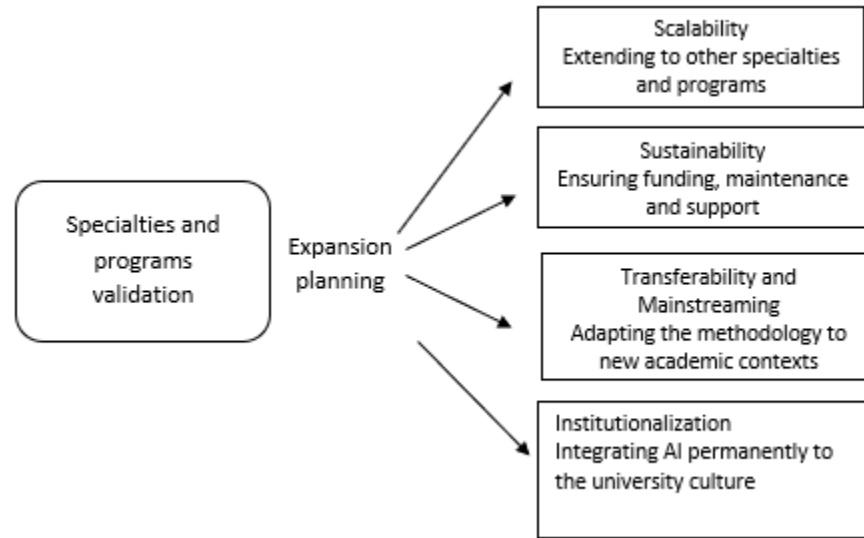 Specialties and
programs
validation
Expansion
planning
Scalability
Extending to other specialties
and programs
Sustainability
Ensuring funding, maintenance
and support
Transferability and
Mainstreaming
Adapting the methodology to
new academic contexts
Institutionalization
Integrating AI permanently to
the university culture